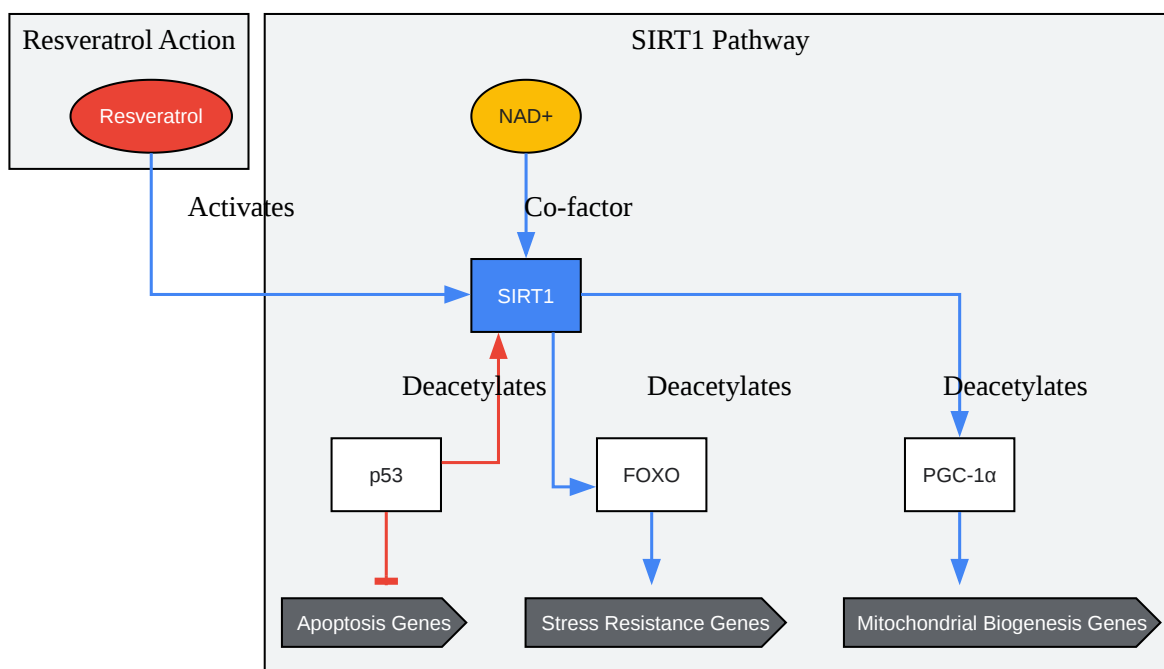 Resveratrol Action
SIRT1 Pathway
Resveratrol
NAD+
Activates
Co-factor
SIRT1
Deacetylates
Deacetylates
Deacetylates
p53
FOXO
PGC-1α
Apoptosis Genes
Stress Resistance Genes
Mitochondrial Biogenesis Genes